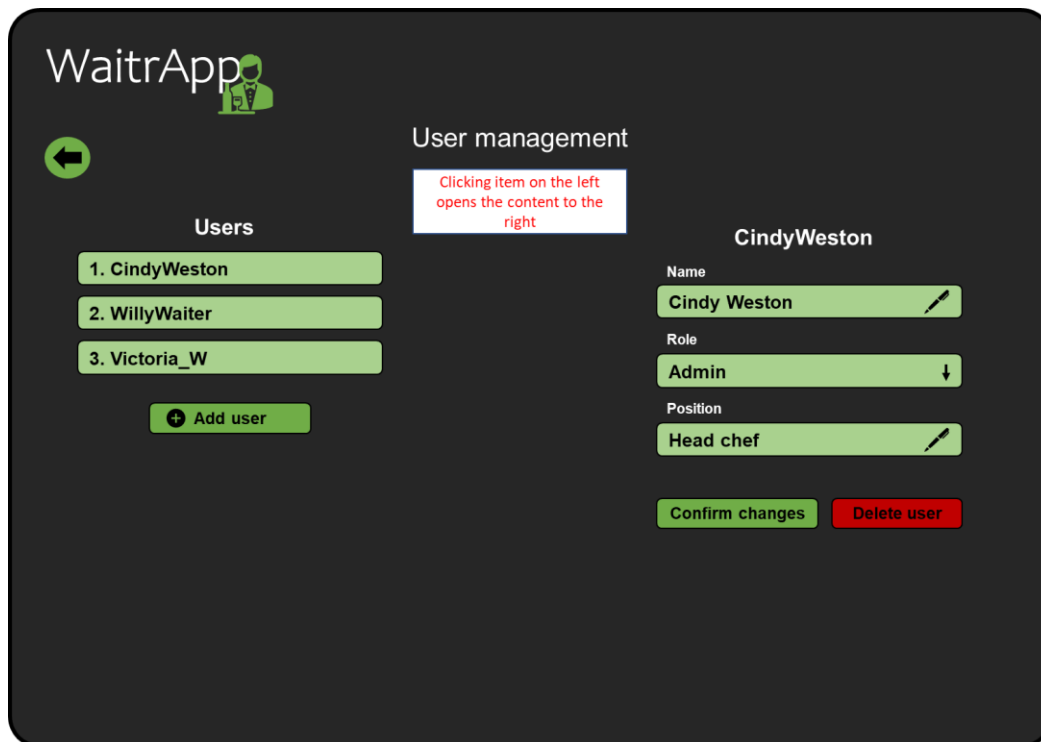 WaitrApp
User management
Clicking item on the left
opens the content to the
right
Users
1. CindyWeston
2. WillyWaiter
3. Victoria_W
Add user
CindyWeston
Name
Cindy Weston
Role
Admin
Position
Head chef
Confirm changes
Delete user